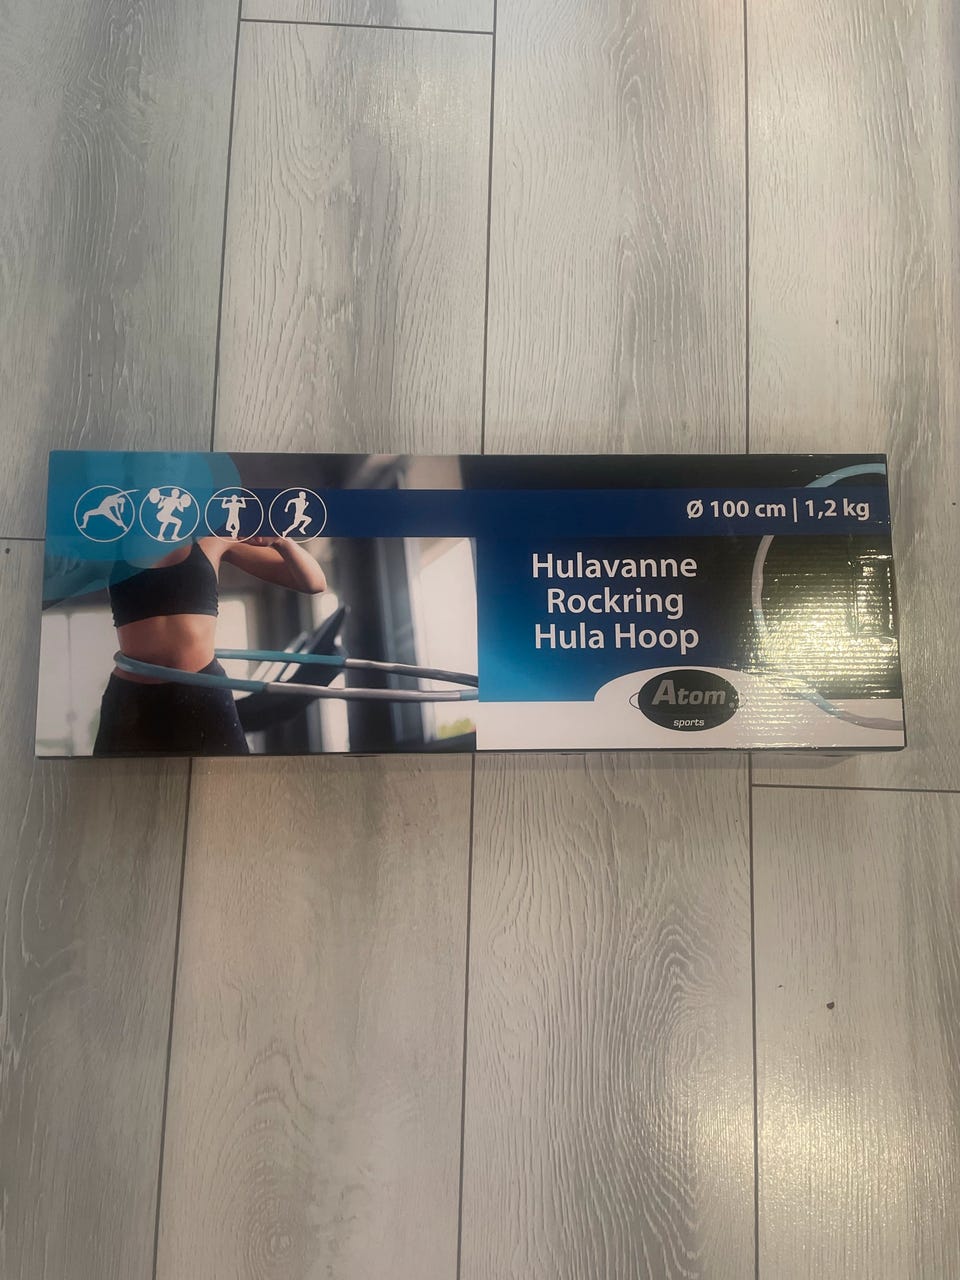 Ø 100 cm | 1,2 kg
Hulavanne
Rockring
Hula Hoop
Atom
sports